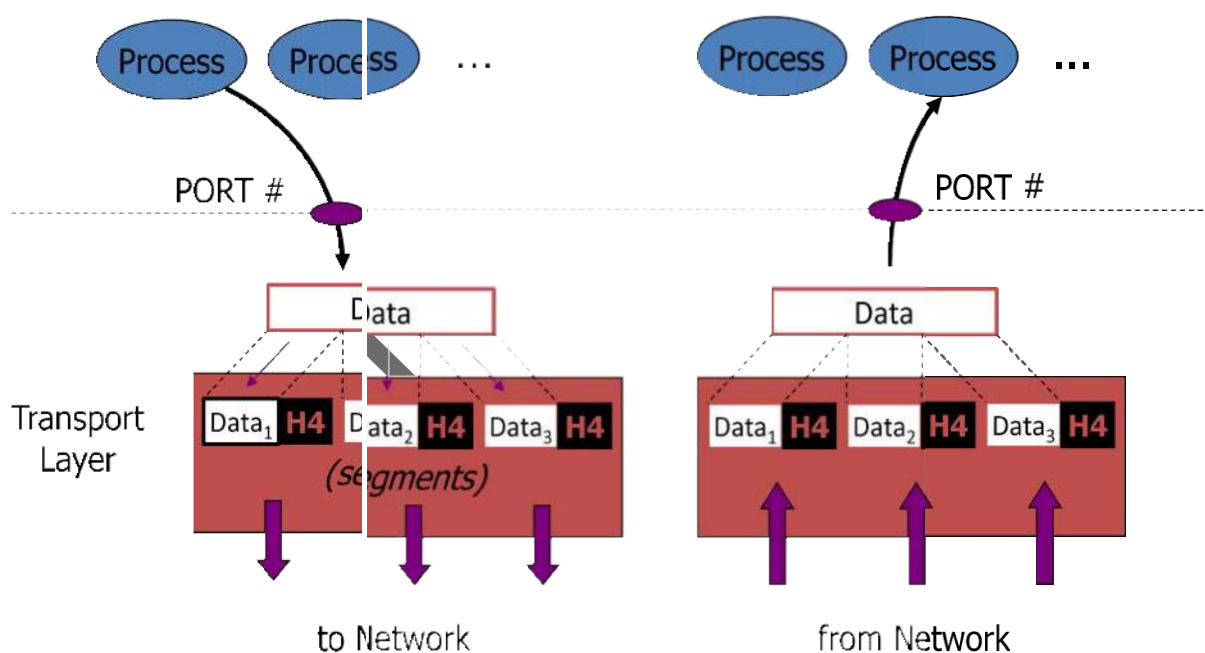 Process Process ... Process Process ...
PORT # PORT #
Data Data
Transport
Layer
Data1 H4 Data2 H4 Data3 H4 Data1 H4 Data2 H4 Data3 H4
(segments)
to Network from Network